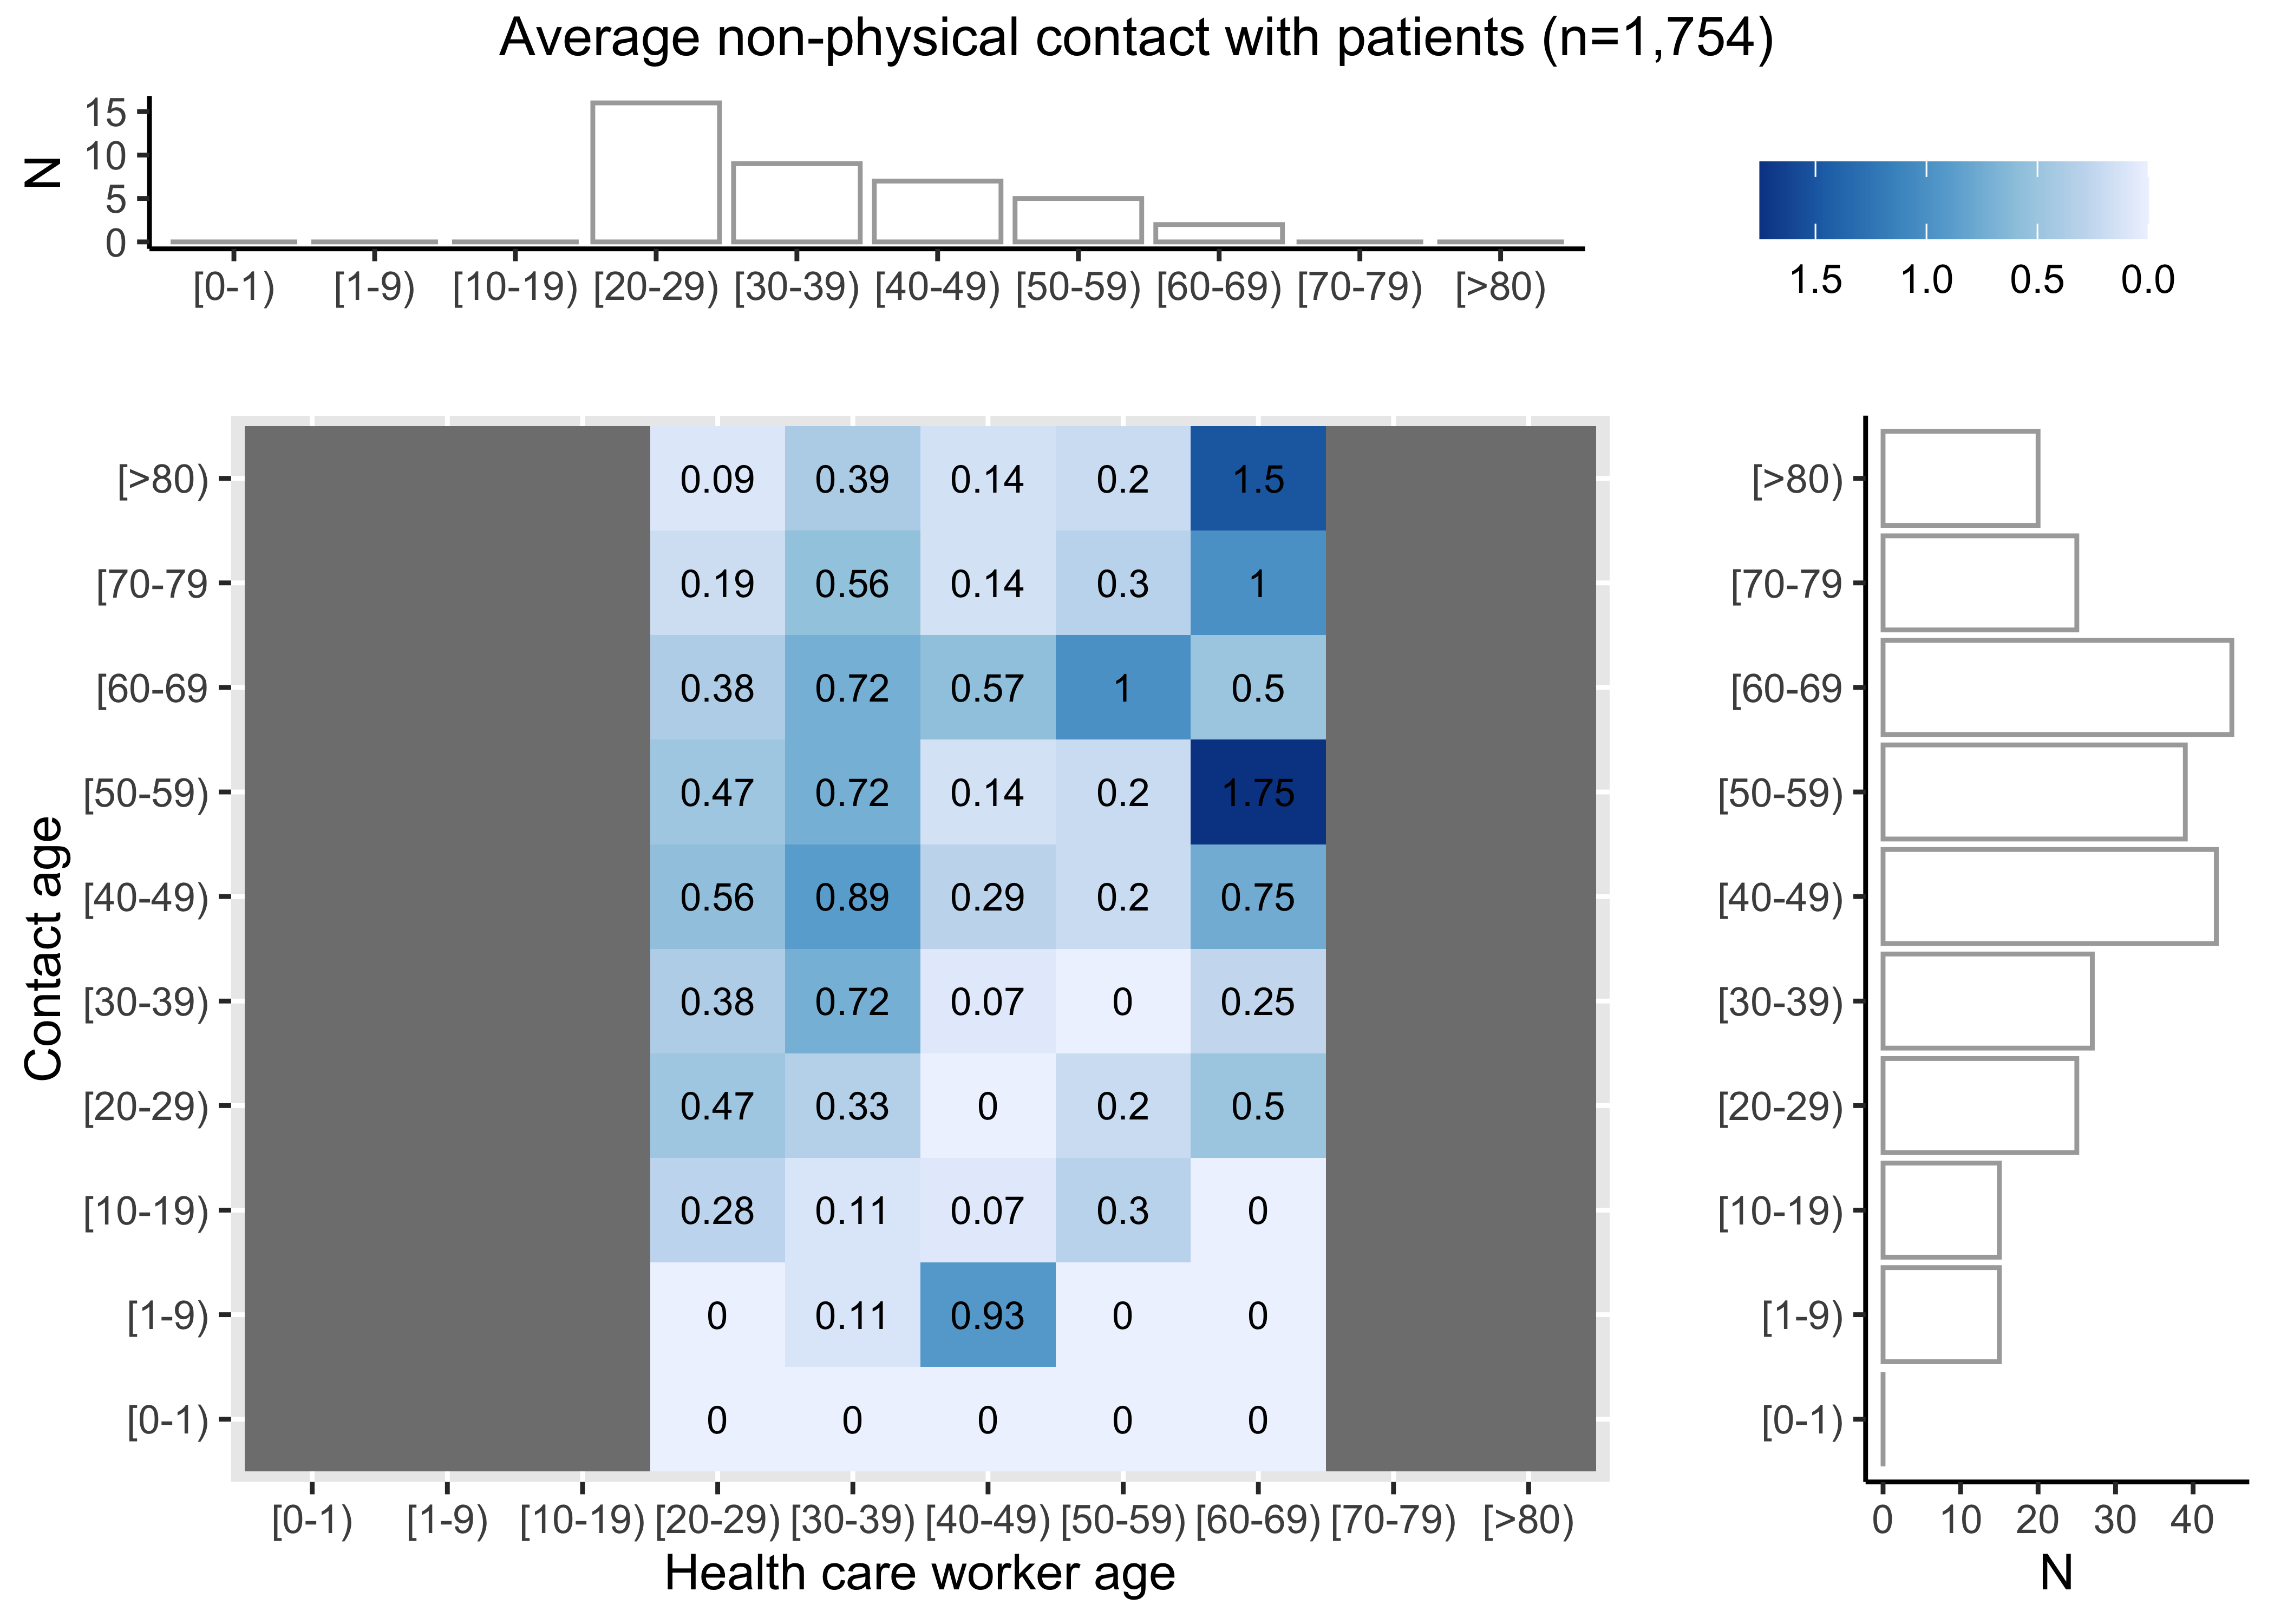 Average non-physical contact with patients (n=1,754)
N
15
10
5
0
[0-1) [1-9) [10-19) [20-29) [30-39) [40-49) [50-59) [60-69) [70-79) [>80)
1.5 1.0 0.5 0.0
Contact age
[>80) 0.09 0.39 0.14 0.2 1.5
[70-79 0.19 0.56 0.14 0.3 1
[60-69 0.38 0.72 0.57 1 0.5
[50-59) 0.47 0.72 0.14 0.2 1.75
[40-49) 0.56 0.89 0.29 0.2 0.75
[30-39) 0.38 0.72 0.07 0 0.25
[20-29) 0.47 0.33 0 0.2 0.5
[10-19) 0.28 0.11 0.07 0.3 0
[1-9) 0 0.11 0.93 0 0
[0-1) 0 0 0 0 0
[0-1) [1-9) [10-19) [20-29) [30-39) [40-49) [50-59) [60-69) [70-79) [>80)
Health care worker age
[>80)
[70-79
[60-69
[50-59)
[40-49)
[30-39)
[20-29)
[10-19)
[1-9)
[0-1)
0 10 20 30 40
N